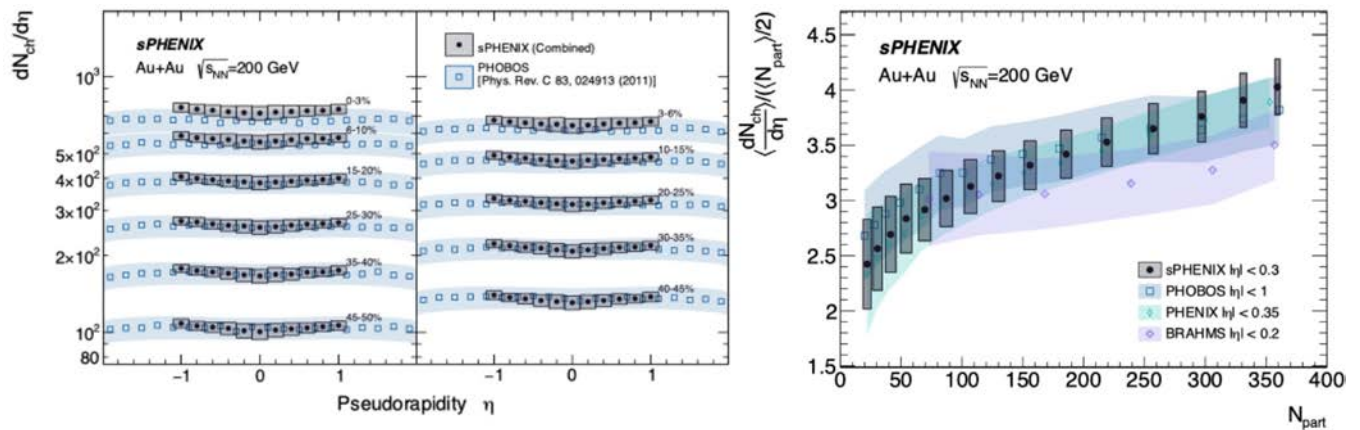 dN_ch/dη
sPHENIX
Au+Au √s_NN=200 GeV
10³
5×10²
4×10²
3×10²
2×10²
10²
80
0-3%
6-10%
15-20%
25-30%
35-40%
45-50%
−1 0 1
sPHENIX (Combined)
PHOBOS
[Phys. Rev. C 83, 024913 (2011)]
3-6%
10-15%
20-25%
30-35%
40-45%
−1 0 1
Pseudorapidity η
⟨dN_ch/dη⟩/(⟨N_part⟩/2)
sPHENIX
Au+Au √s_NN=200 GeV
4.5
4
3.5
3
2.5
2
1.5
sPHENIX |η| < 0.3
PHOBOS |η| < 1
PHENIX |η| < 0.35
BRAHMS |η| < 0.2
0 50 100 150 200 250 300 350 400
N_part